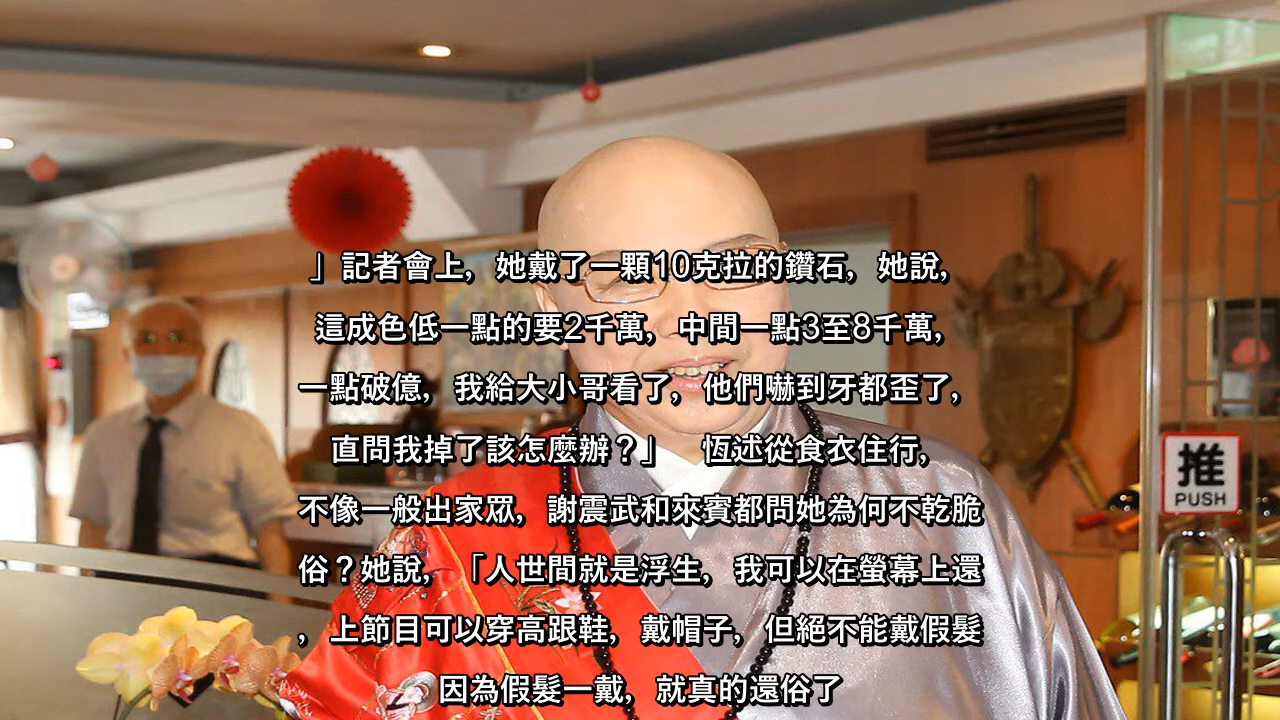 」記者會上，她戴了一顆10克拉的鑽石，她說，
這成色低一點的要2千萬，中間一點3至8千萬，
一點破億，我給大小哥看了，他們嚇到牙都歪了，
直問我掉了該怎麼辦？」　恆述從食衣住行，
不像一般出家眾，謝震武和來賓都問她為何不乾脆
俗？她說，「人世間就是浮生，我可以在螢幕上還
，上節目可以穿高跟鞋，戴帽子，但絕不能戴假髮
因為假髮一戴，就真的還俗了
推
PUSH